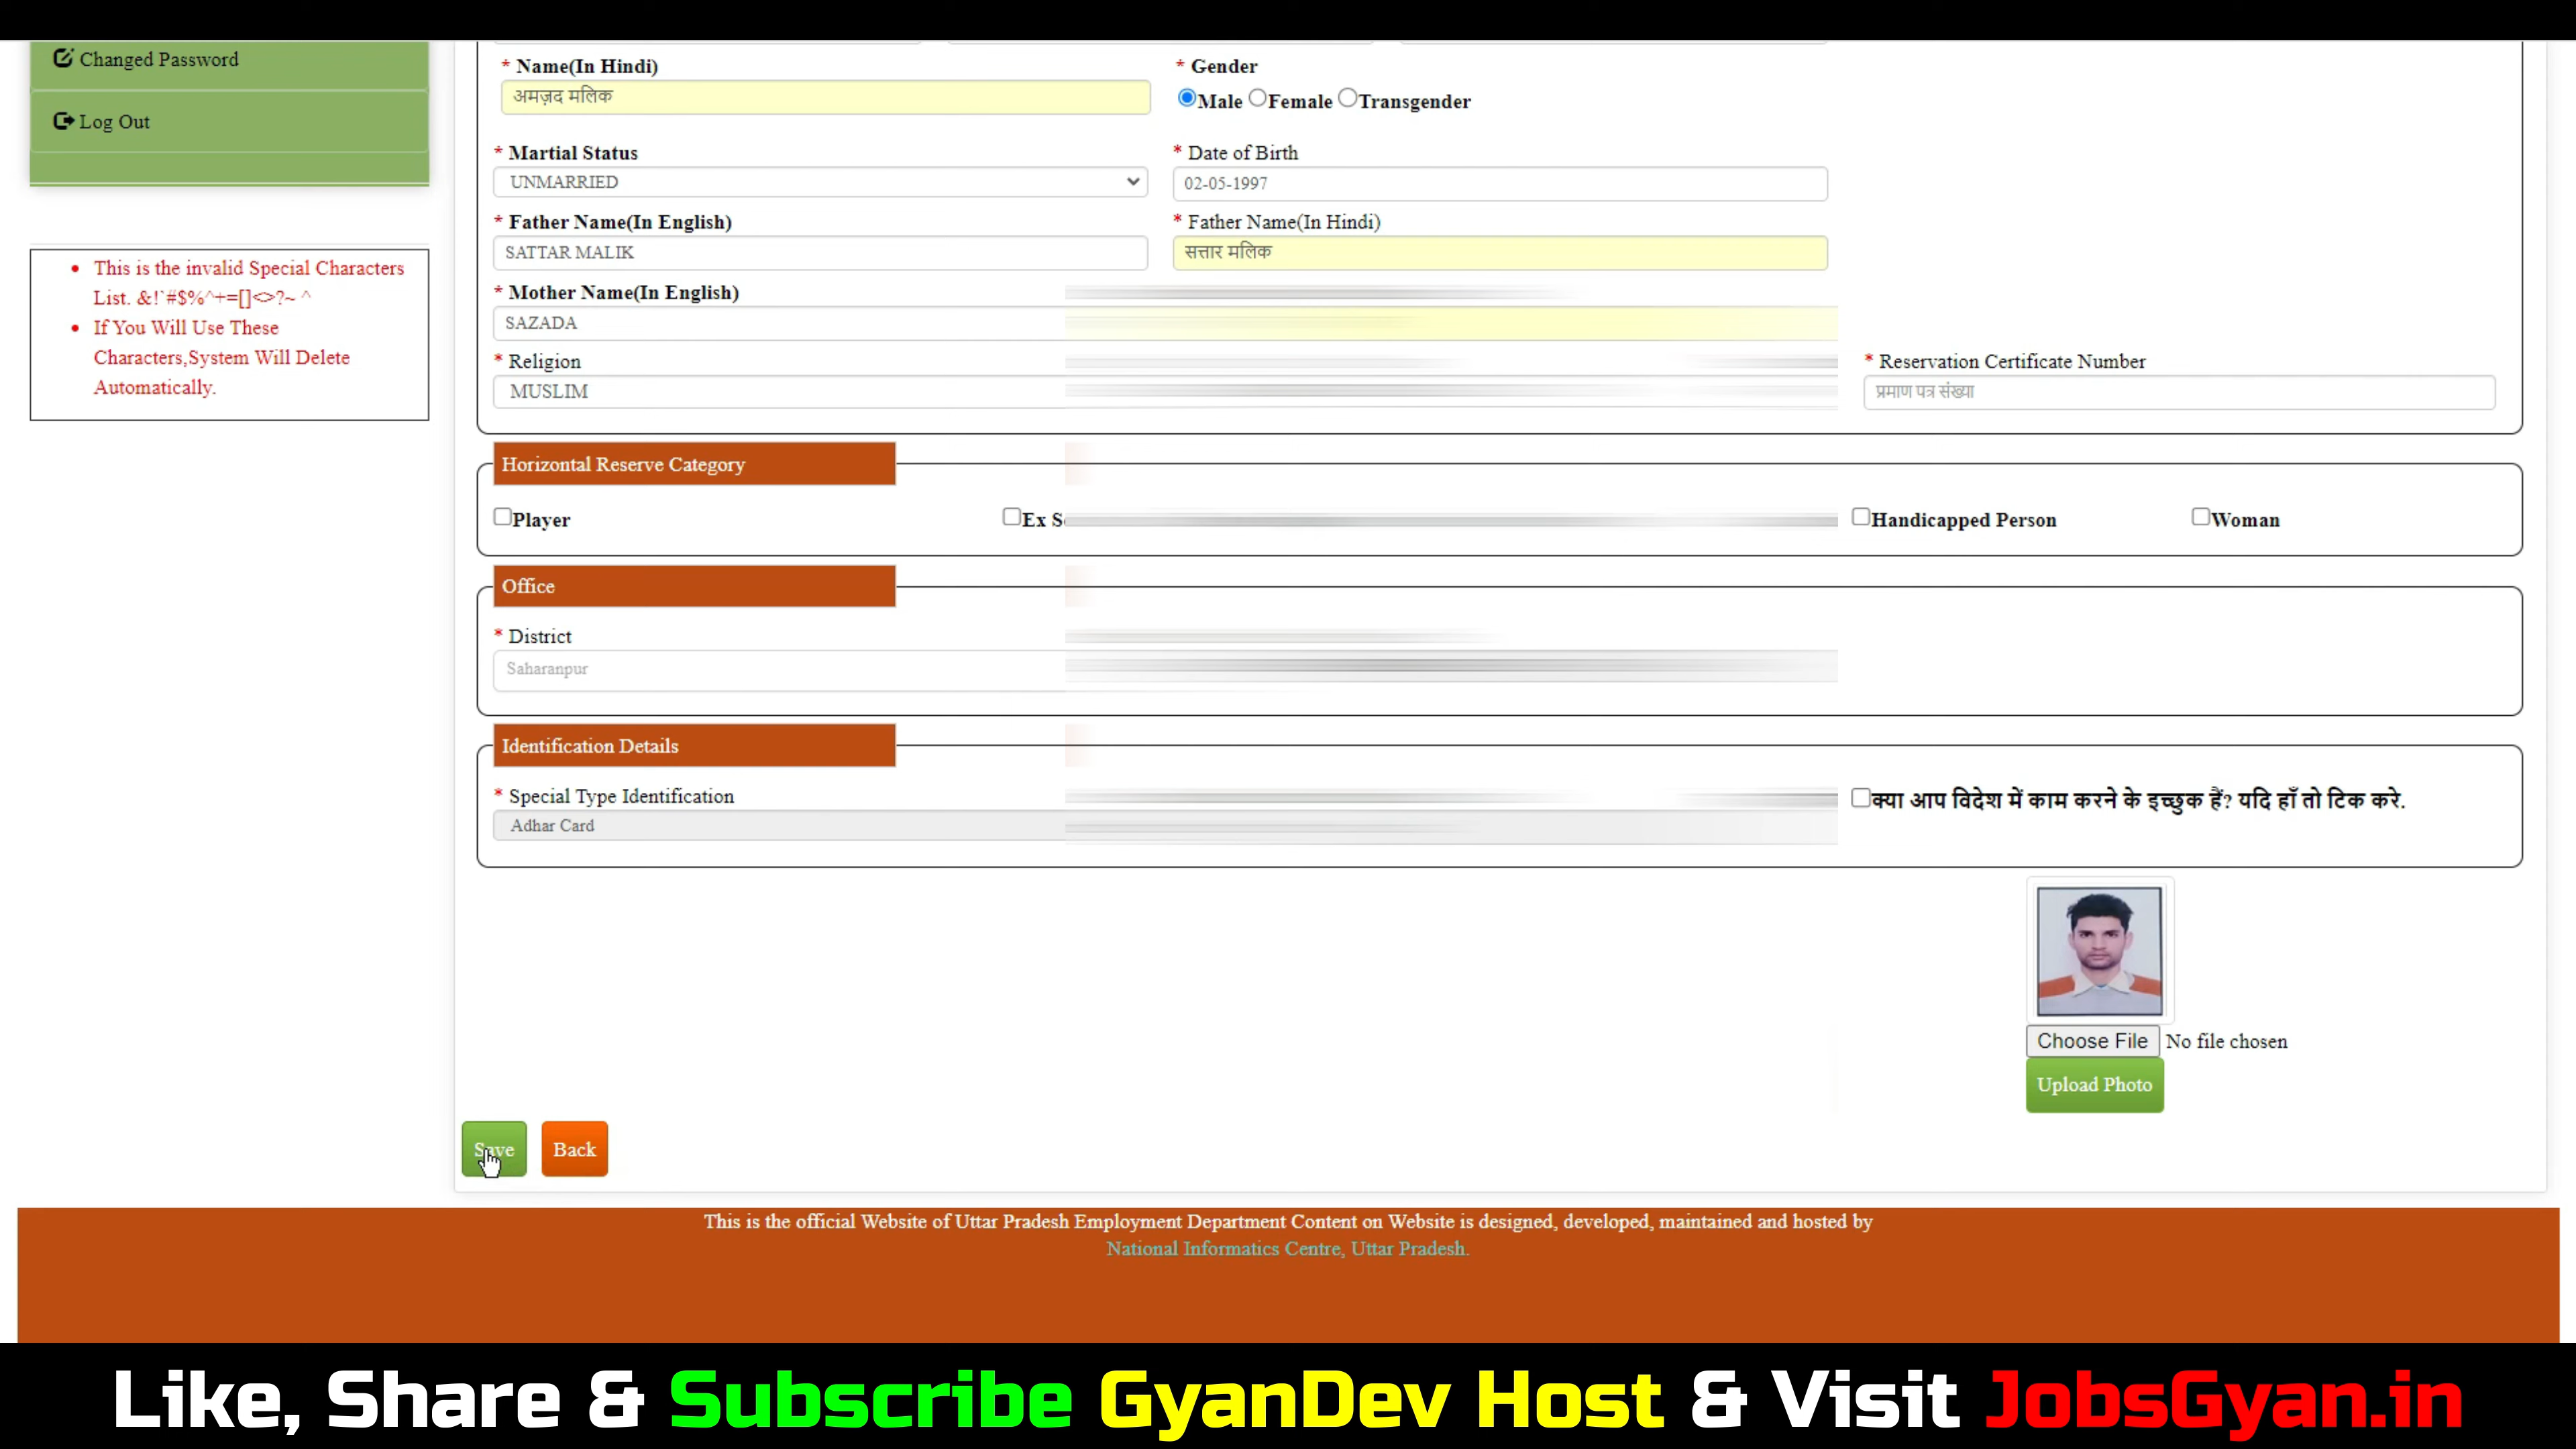 Changed Password
Log Out
This is the invalid Special Characters
List. &!`#$%^+=[]<>?~ ^
If You Will Use These
Characters,System Will Delete
Automatically.
* Name(In Hindi)
अमज़द मलिक
* Gender
Male Female Transgender
* Martial Status
UNMARRIED
* Date of Birth
02-05-1997
* Father Name(In English)
SATTAR MALIK
* Father Name(In Hindi)
सत्तार मलिक
* Mother Name(In English)
SAZADA
* Religion
MUSLIM
* Reservation Certificate Number
प्रमाण पत्र संख्या
Horizontal Reserve Category
Player
Ex
Handicapped Person
Woman
Office
* District
Saharanpur
Identification Details
* Special Type Identification
Adhar Card
क्या आप विदेश में काम करने के इच्छुक हैं? यदि हाँ तो टिक करे.
Choose File No file chosen
Upload Photo
Save
Back
This is the official Website of Uttar Pradesh Employment Department Content on Website is designed, developed, maintained and hosted by
National Informatics Centre, Uttar Pradesh.
Like, Share & Subscribe GyanDev Host & Visit JobsGyan.in